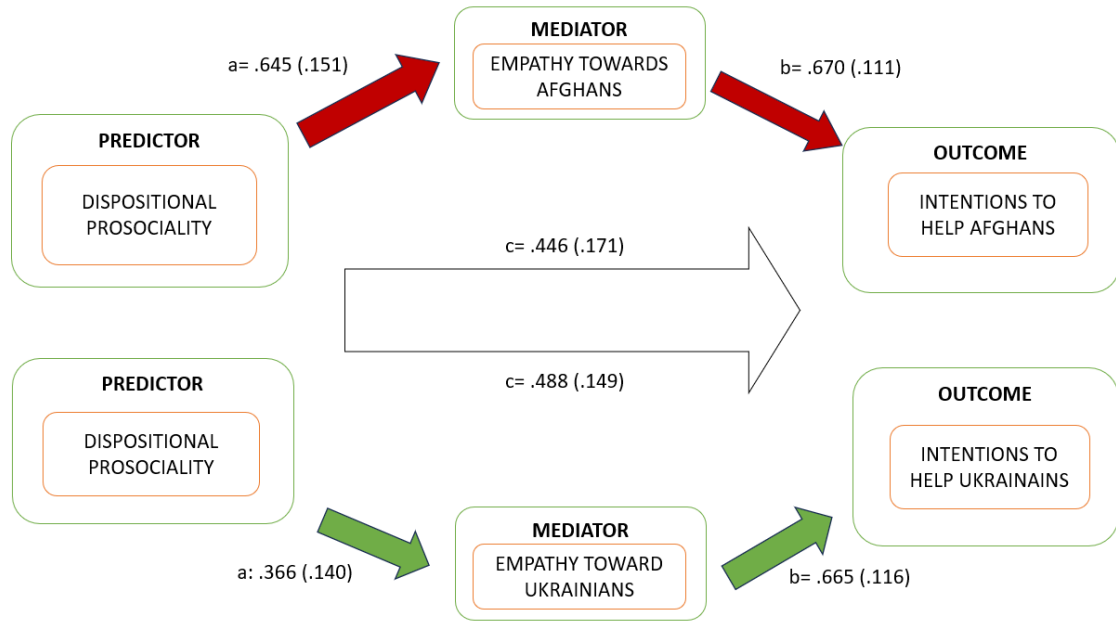 MEDIATOR
EMPATHY TOWARDS
AFGHANS
a= .645 (.151)
b= .670 (.111)
PREDICTOR
DISPOSITIONAL
PROSOCIALITY
OUTCOME
INTENTIONS TO
HELP AFGHANS
c= .446 (.171)
c= .488 (.149)
PREDICTOR
DISPOSITIONAL
PROSOCIALITY
OUTCOME
INTENTIONS TO
HELP UKRAINAINS
MEDIATOR
EMPATHY TOWARD
UKRAINIANS
a: .366 (.140)
b= .665 (.116)